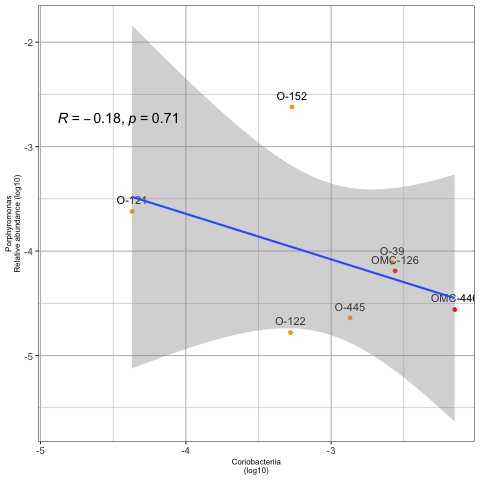 -2
O-152
R = −0.18, p = 0.71
-3
O-121
Porphyromonas
Relative abundance (log10)
-4
O-39
OMC-126
OMC-446
O-445
O-122
-5
-5
-4
-3
Coriobacteriia
(log10)